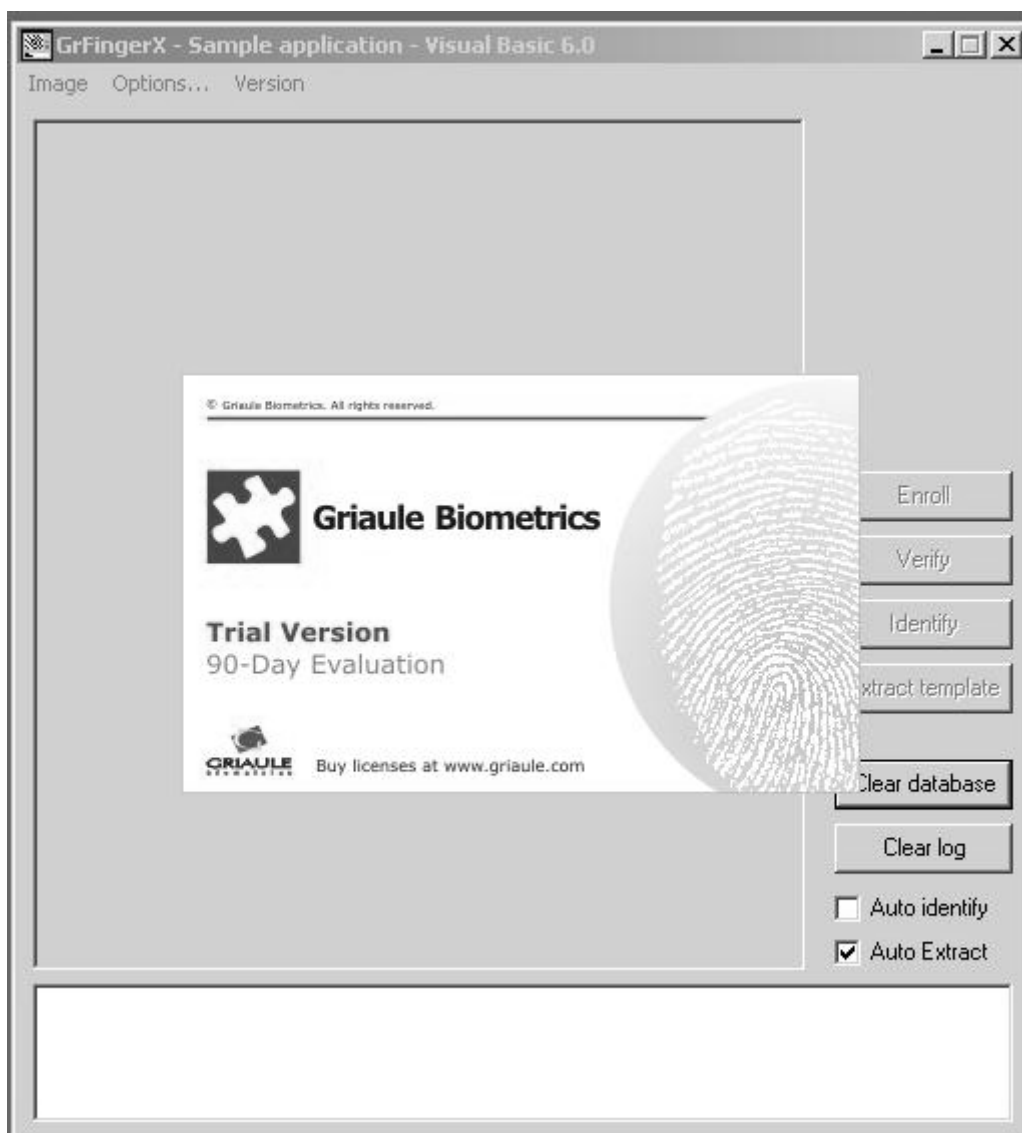 GrFingerX - Sample application - Visual Basic 6.0
Image Options... Version
© Griaule Biometrics. All rights reserved.
Griaule Biometrics
Trial Version
90-Day Evaluation
GRIAULE
Buy licenses at www.griaule.com
Enroll
Verify
Identify
xtract template
Clear database
Clear log
Auto identify
Auto Extract